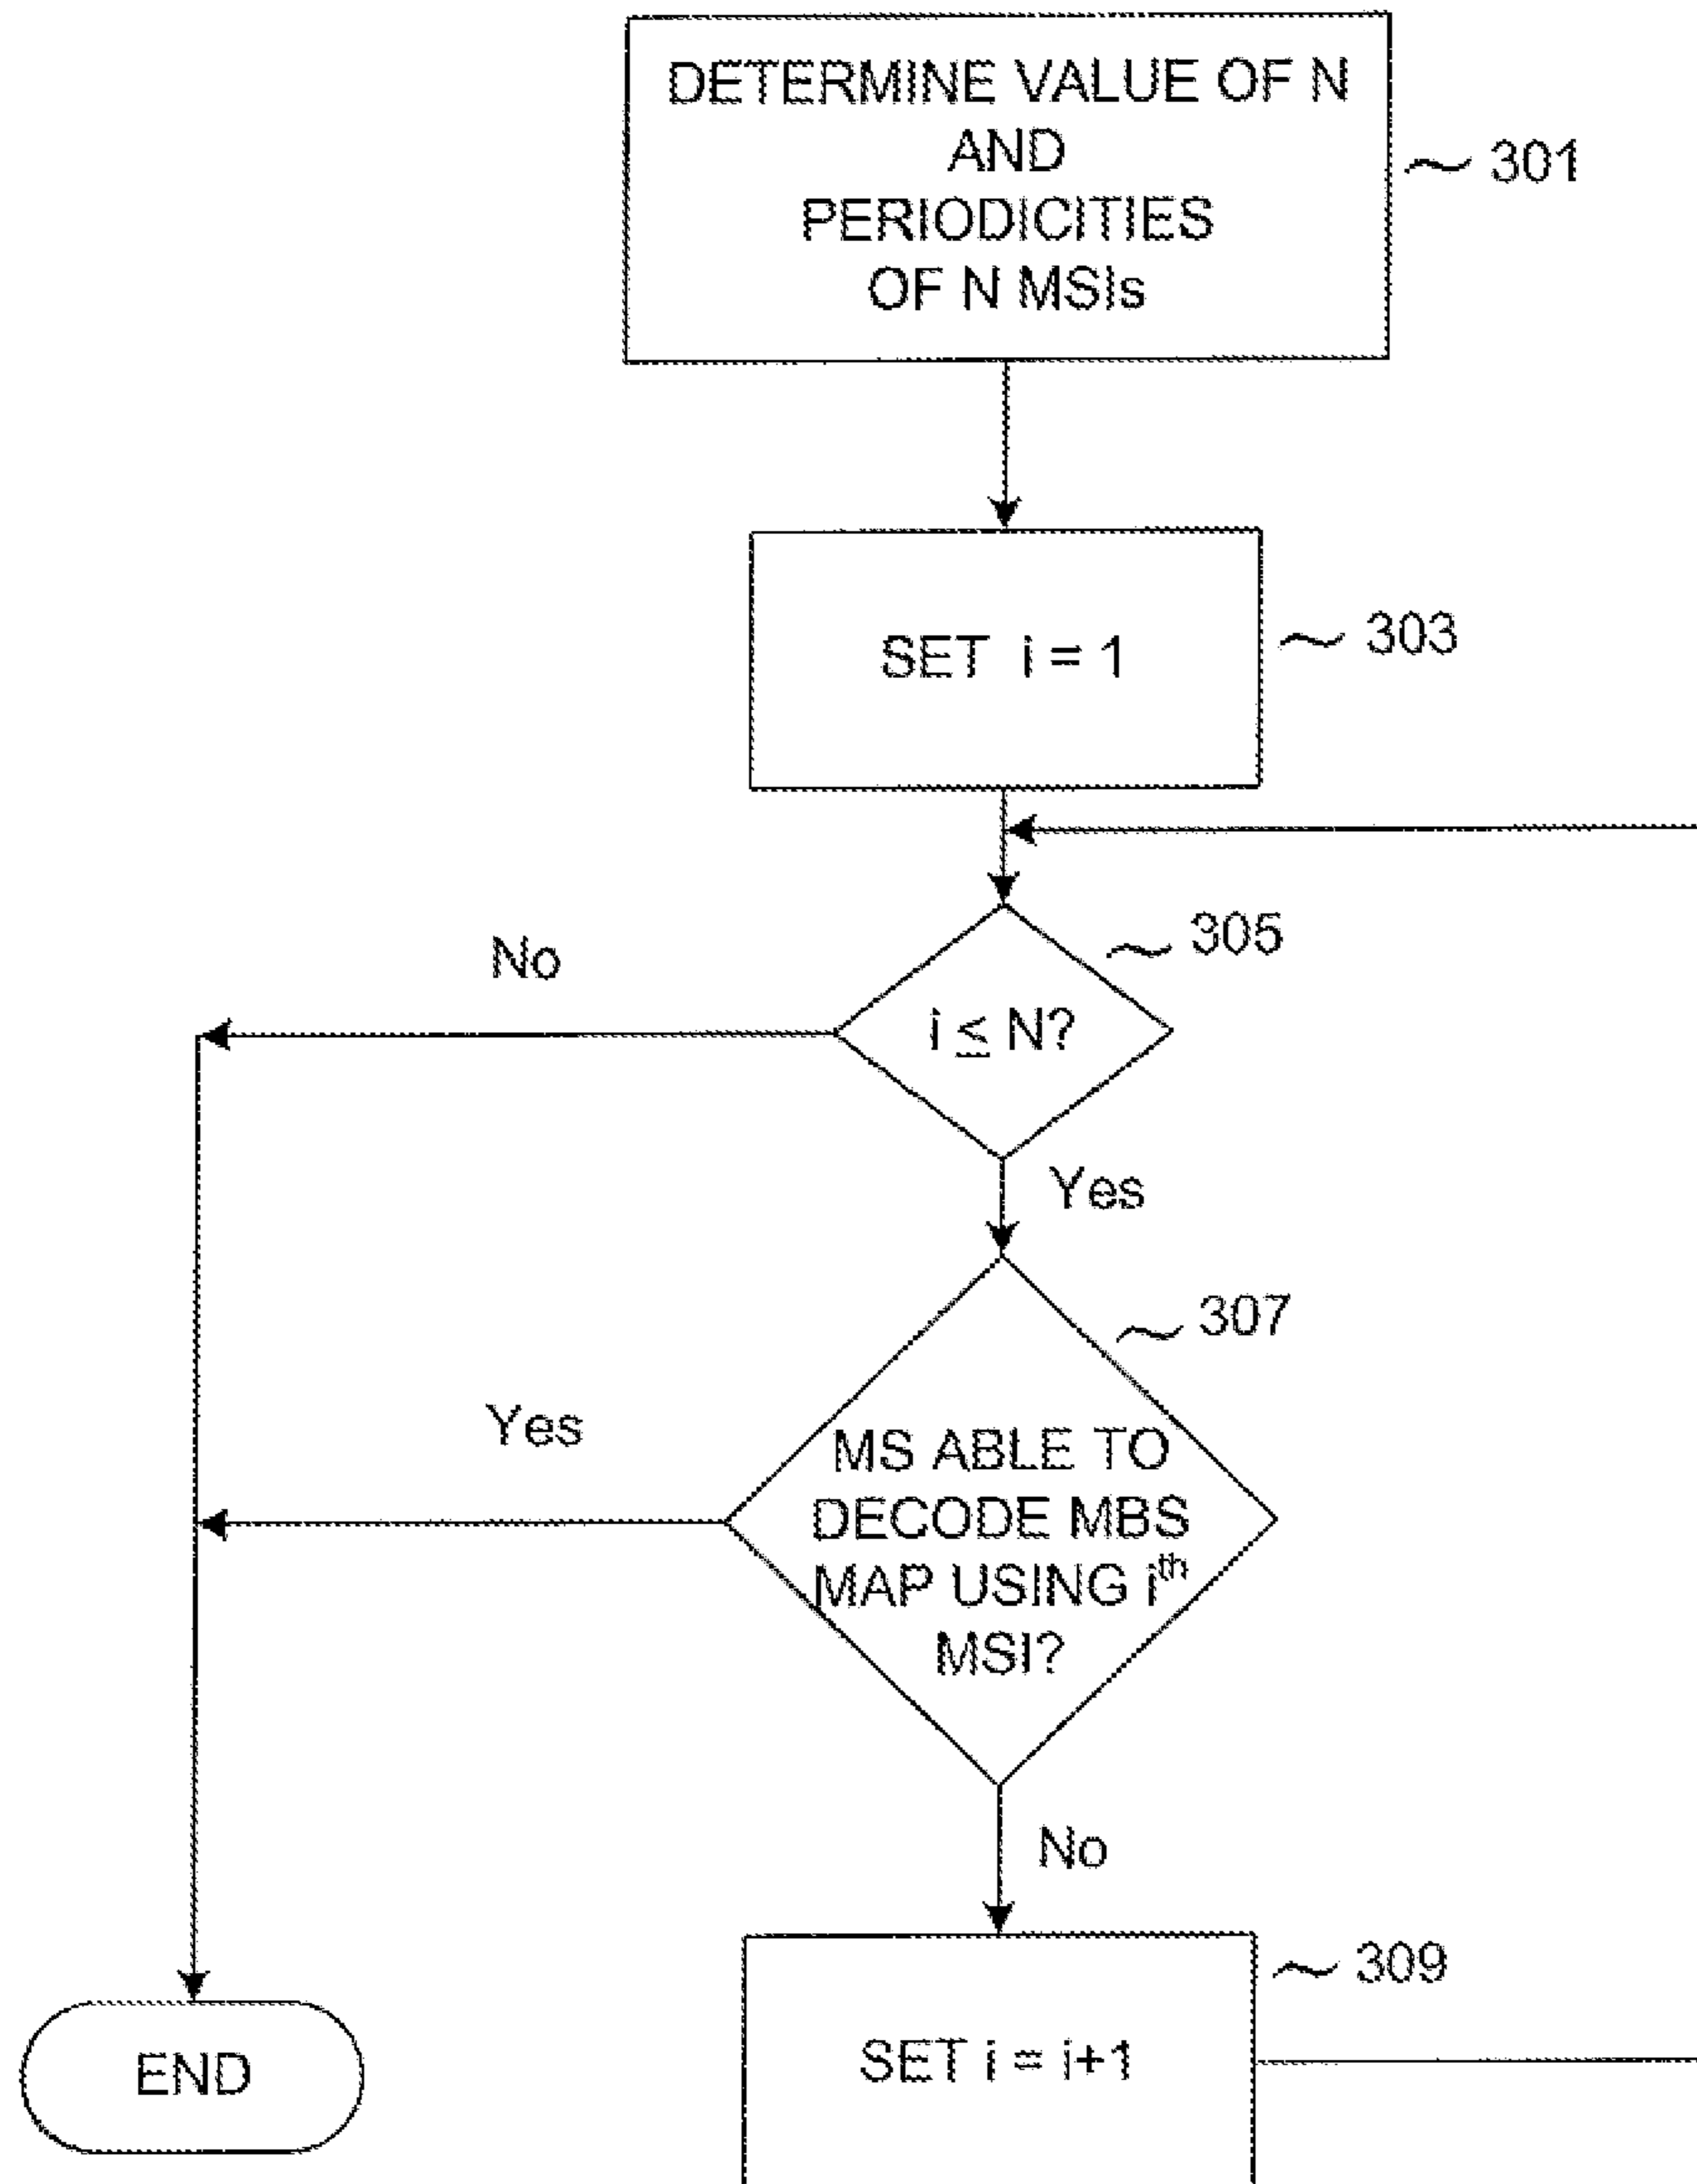 DETERMINE VALUE OF N
AND
PERIODICITIES
OF N MSIs
301
SET i = 1
303
305
No
i ≤ N?
Yes
307
Yes
MS ABLE TO
DECODE MBS
MAP USING iᵗʰ
MSI?
No
309
SET i = i+1
END